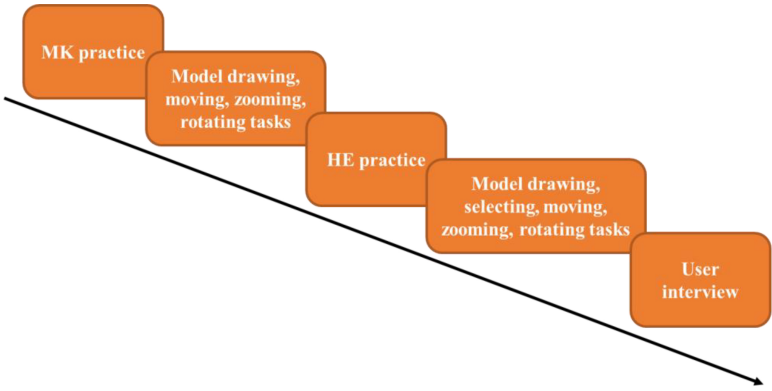 MK practice
Model drawing,
moving, zooming,
rotating tasks
HE practice
Model drawing,
selecting, moving,
zooming, rotating tasks
User
interview